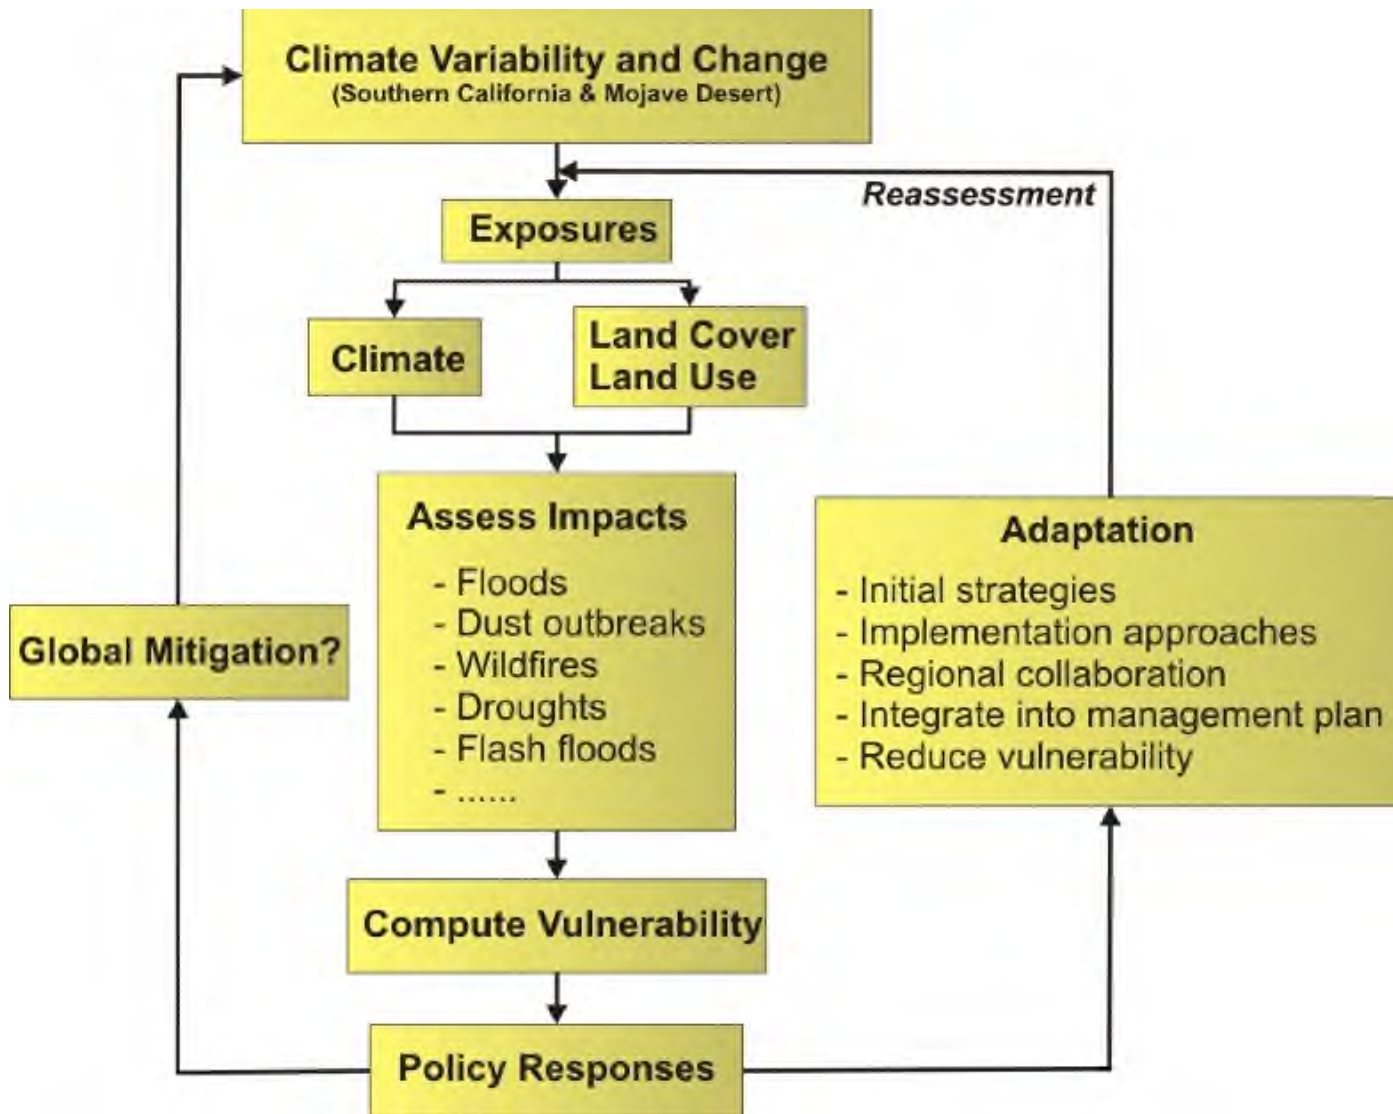 Climate Variability and Change
(Southern California & Mojave Desert)
Reassessment
Exposures
Climate
Land Cover
Land Use
Assess Impacts
- Floods
- Dust outbreaks
- Wildfires
- Droughts
- Flash floods
- ......
Adaptation
- Initial strategies
- Implementation approaches
- Regional collaboration
- Integrate into management plan
- Reduce vulnerability
Global Mitigation?
Compute Vulnerability
Policy Responses